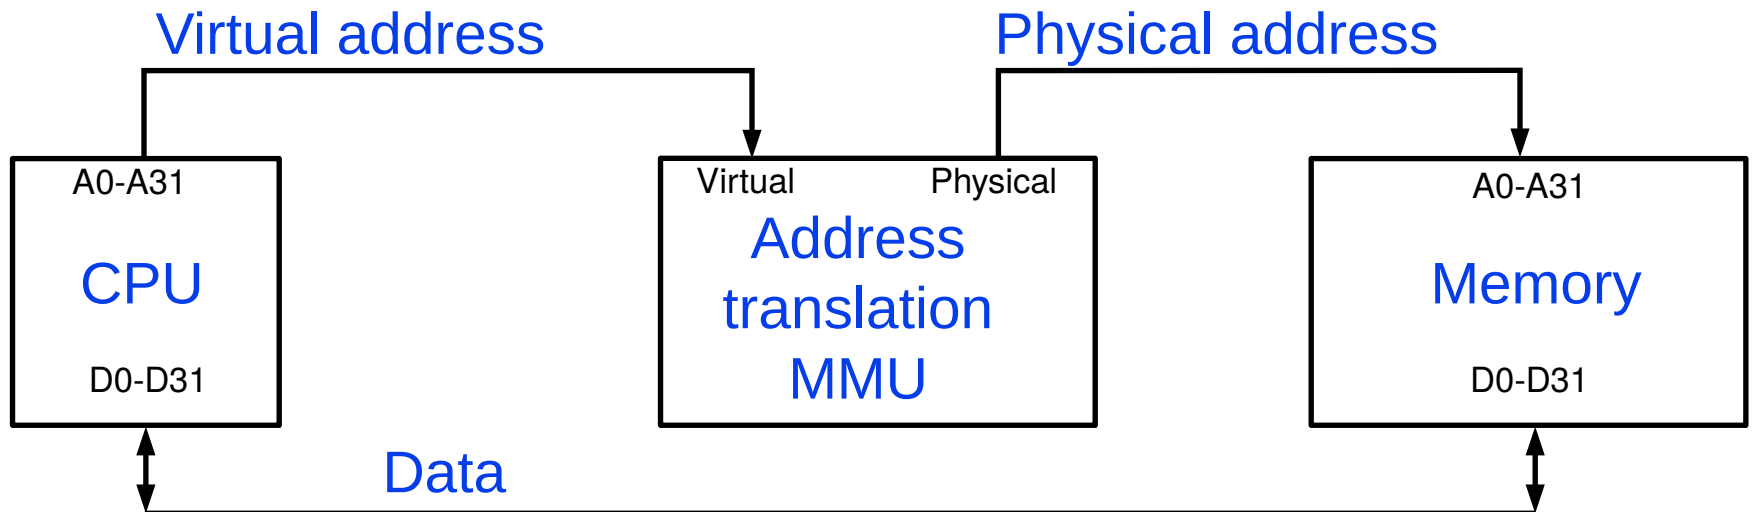 Virtual address
Physical address
A0-A31
Virtual
Physical
A0-A31
CPU
Address
translation
MMU
Memory
D0-D31
D0-D31
Data